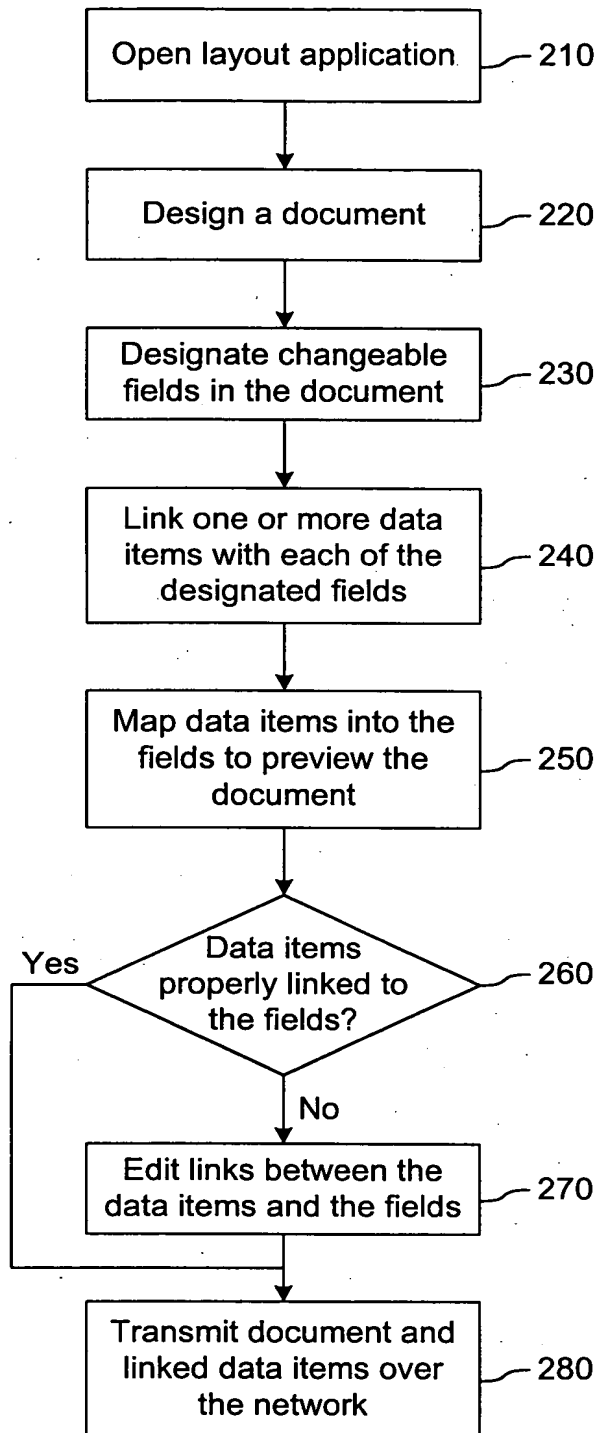 Open layout application
210
Design a document
220
Designate changeable
fields in the document
230
Link one or more data
items with each of the
designated fields
240
Map data items into the
fields to preview the
document
250
Data items
properly linked to
the fields?
260
Yes
No
Edit links between the
data items and the fields
270
Transmit document and
linked data items over
the network
280